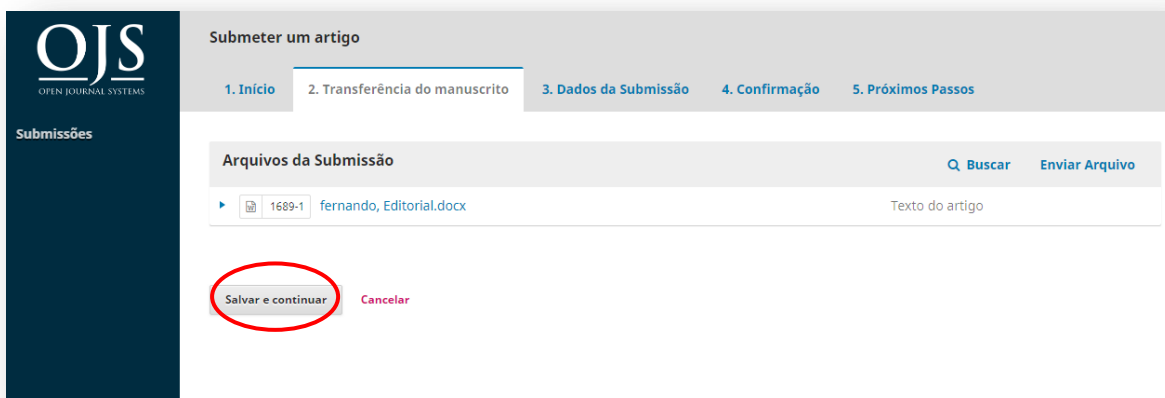 OJS
OPEN JOURNAL SYSTEMS
Submissões
Submeter um artigo
1. Início 2. Transferência do manuscrito 3. Dados da Submissão 4. Confirmação 5. Próximos Passos
Arquivos da Submissão Buscar Enviar Arquivo
1689-1 fernando, Editorial.docx Texto do artigo
Salvar e continuar Cancelar